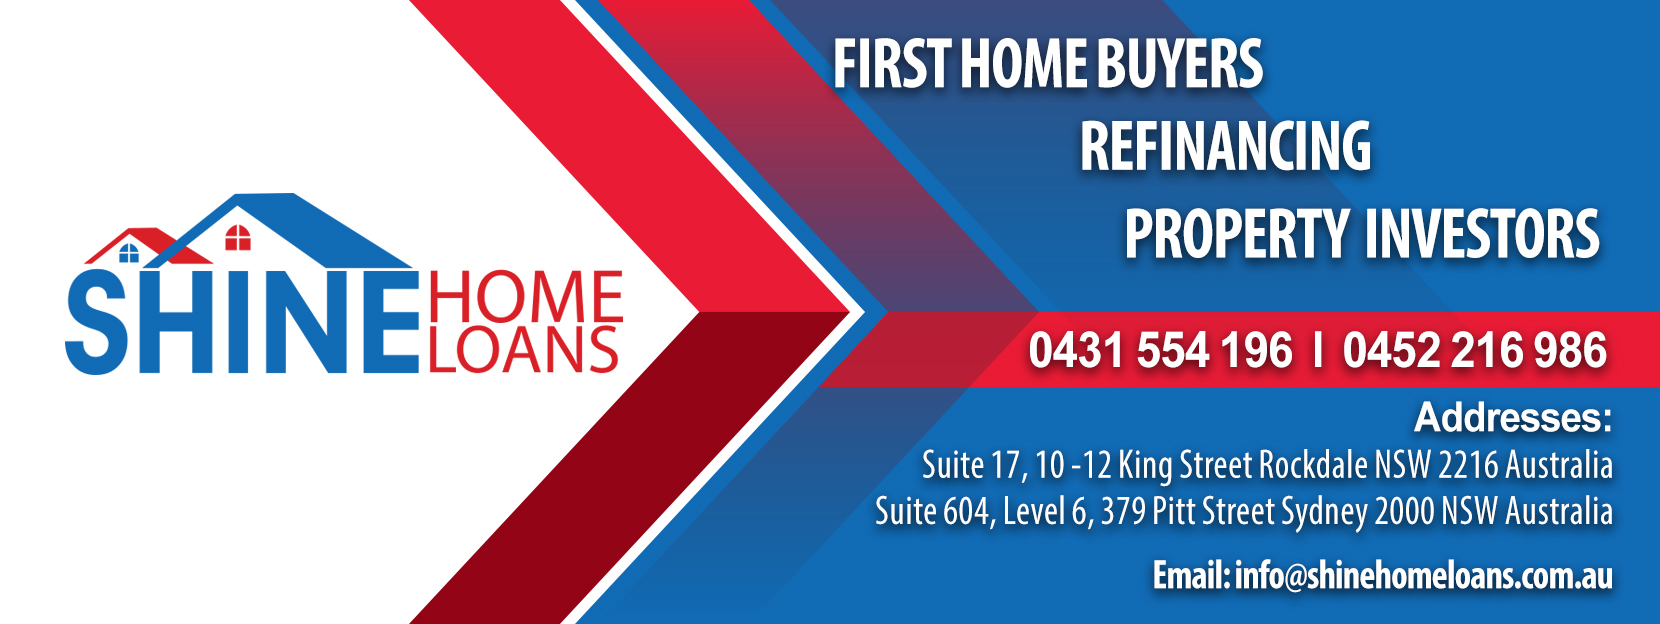 SHINE HOME
LOANS
FIRST HOME BUYERS
REFINANCING
PROPERTY INVESTORS
0431 554 196 I 0452 216 986
Addresses:
Suite 17, 10 -12 King Street Rockdale NSW 2216 Australia
Suite 604, Level 6, 379 Pitt Street Sydney 2000 NSW Australia
Email: info@shinehomeloans.com.au